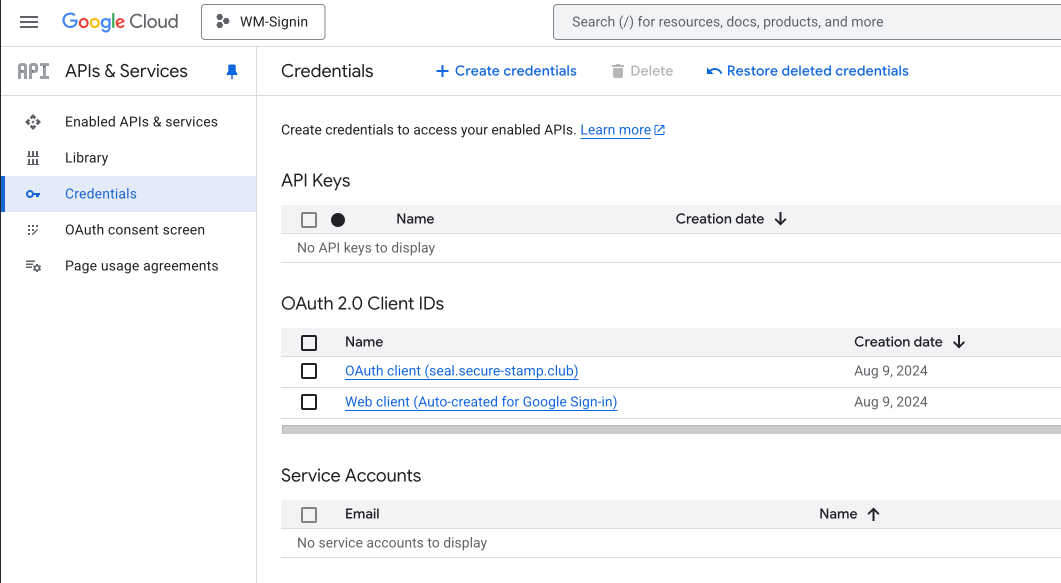 Google Cloud WM-Signin Search (/) for resources, docs, products, and more
API APIs & Services Credentials Create credentials Delete Restore deleted credentials
Enabled APIs & services
Library
Credentials
OAuth consent screen
Page usage agreements
Create credentials to access your enabled APIs. Learn more
API Keys
Name Creation date
No API keys to display
OAuth 2.0 Client IDs
Name Creation date
OAuth client (seal.secure-stamp.club) Aug 9, 2024
Web client (Auto-created for Google Sign-in) Aug 9, 2024
Service Accounts
Email Name
No service accounts to display